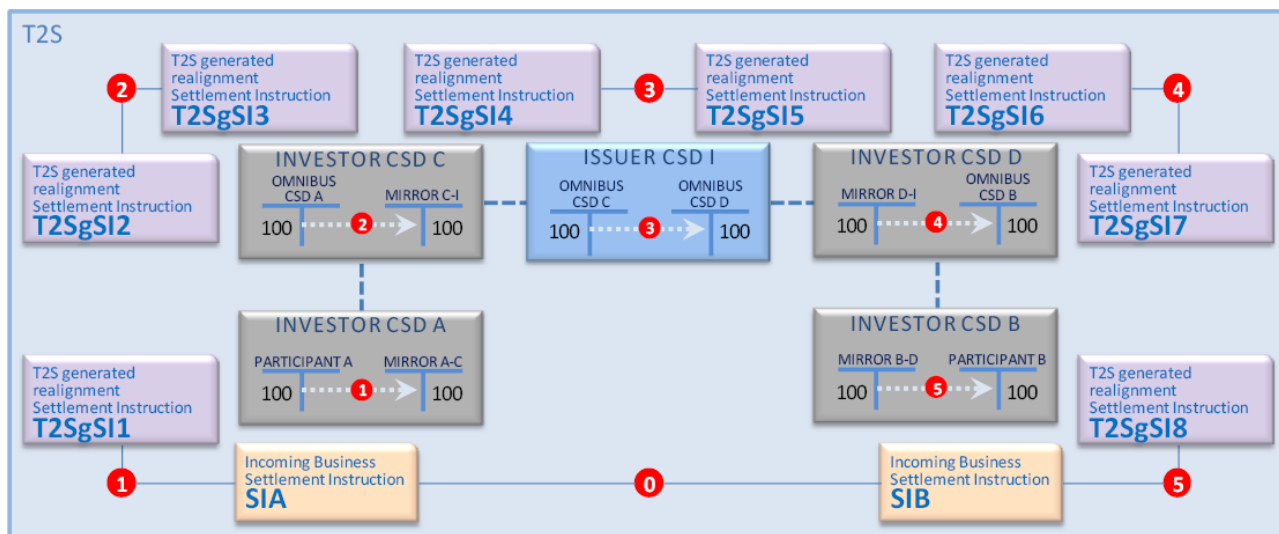 T2S
T2S generated
realignment
Settlement Instruction
T2SgSI3
T2S generated
realignment
Settlement Instruction
T2SgSI4
T2S generated
realignment
Settlement Instruction
T2SgSI5
T2S generated
realignment
Settlement Instruction
T2SgSI6
2
3
4
T2S generated
realignment
Settlement Instruction
T2SgSI2
INVESTOR CSD C
OMNIBUS
CSD A
MIRROR C-I
100
2
100
ISSUER CSD I
OMNIBUS
CSD C
OMNIBUS
CSD D
100
3
100
INVESTOR CSD D
MIRROR D-I
OMNIBUS
CSD B
100
4
100
T2S generated
realignment
Settlement Instruction
T2SgSI7
T2S generated
realignment
Settlement Instruction
T2SgSI1
INVESTOR CSD A
PARTICIPANT A
MIRROR A-C
100
1
100
INVESTOR CSD B
MIRROR B-D
PARTICIPANT B
100
5
100
T2S generated
realignment
Settlement Instruction
T2SgSI8
1
Incoming Business
Settlement Instruction
SIA
0
Incoming Business
Settlement Instruction
SIB
5